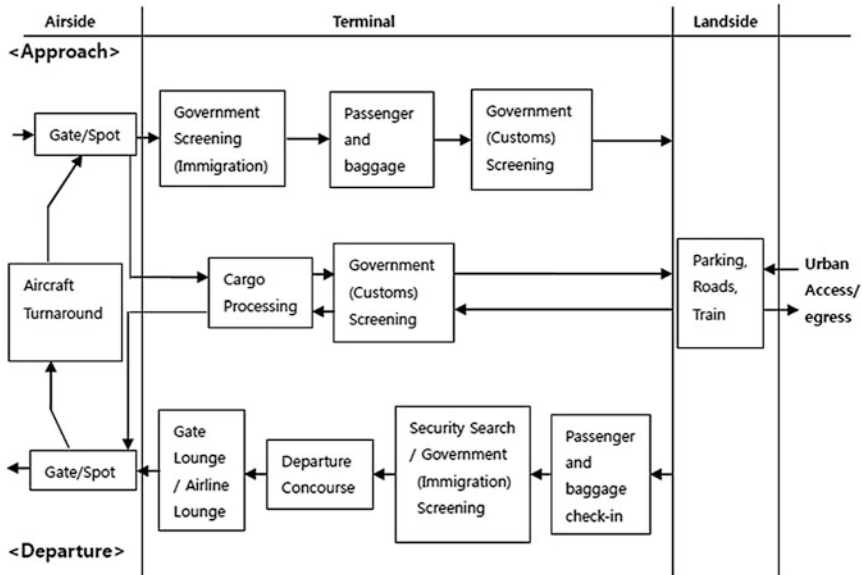 Airside
Terminal
Landside
<Approach>
Gate/Spot
Government
Screening
(Immigration)
Passenger
and
baggage
Government
(Customs)
Screening
Aircraft
Turnaround
Cargo
Processing
Government
(Customs)
Screening
Parking,
Roads,
Train
Urban
Access/
egress
Gate/Spot
Gate
Lounge
/ Airline
Lounge
Departure
Concourse
Security Search
/ Government
(Immigration)
Screening
Passenger
and
baggage
check-in
<Departure>